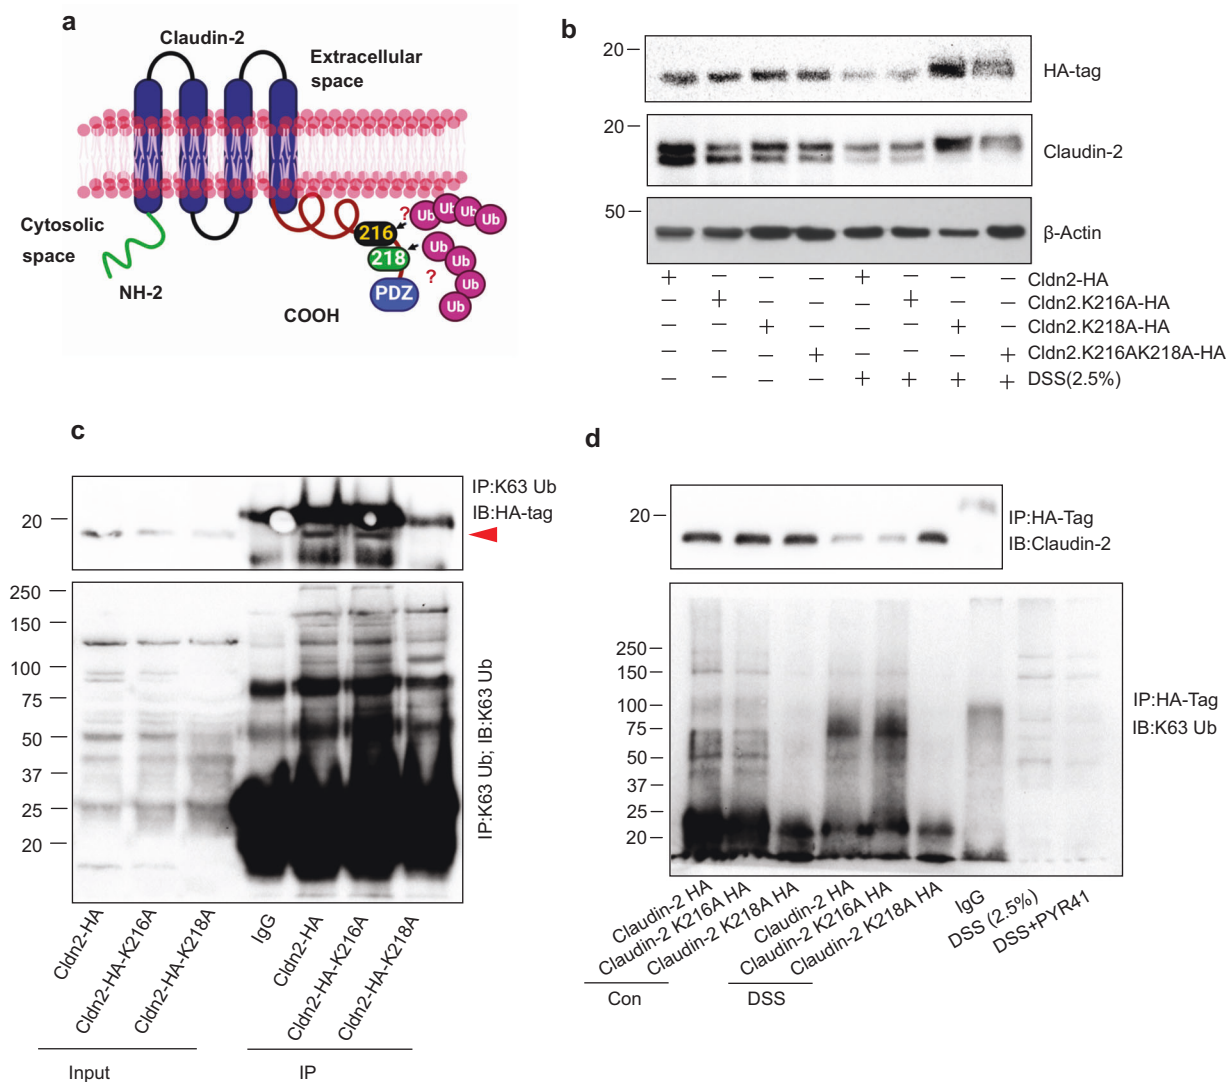 a
Claudin-2
Extracellular
space
Cytosolic
space
NH-2
COOH
216
218
PDZ
?
?
Ub
Ub
Ub
Ub
Ub
Ub
Ub
Ub
b
20
HA-tag
20
Claudin-2
50
β-Actin
+ − − − + − − − Cldn2-HA
− + − − − + − − Cldn2.K216A-HA
− − + − − − + − Cldn2.K218A-HA
− − − + − − − + Cldn2.K216AK218A-HA
− − − − + + + + DSS(2.5%)
c
20
IP:K63 Ub
IB:HA-tag
250
150
100
75
50
37
25
20
IP:K63 Ub; IB:K63 Ub
Cldn2-HA
Cldn2-HA-K216A
Cldn2-HA-K218A
IgG
Cldn2-HA
Cldn2-HA-K216A
Cldn2-HA-K218A
Input
IP
d
20
IP:HA-Tag
IB:Claudin-2
250
150
100
75
50
37
25
20
IP:HA-Tag
IB:K63 Ub
Claudin-2 HA
Claudin-2 K216A HA
Claudin-2 K218A HA
Claudin-2 HA
Claudin-2 K216A HA
Claudin-2 K218A HA
IgG
DSS (2.5%)
DSS+PYR41
Con
DSS